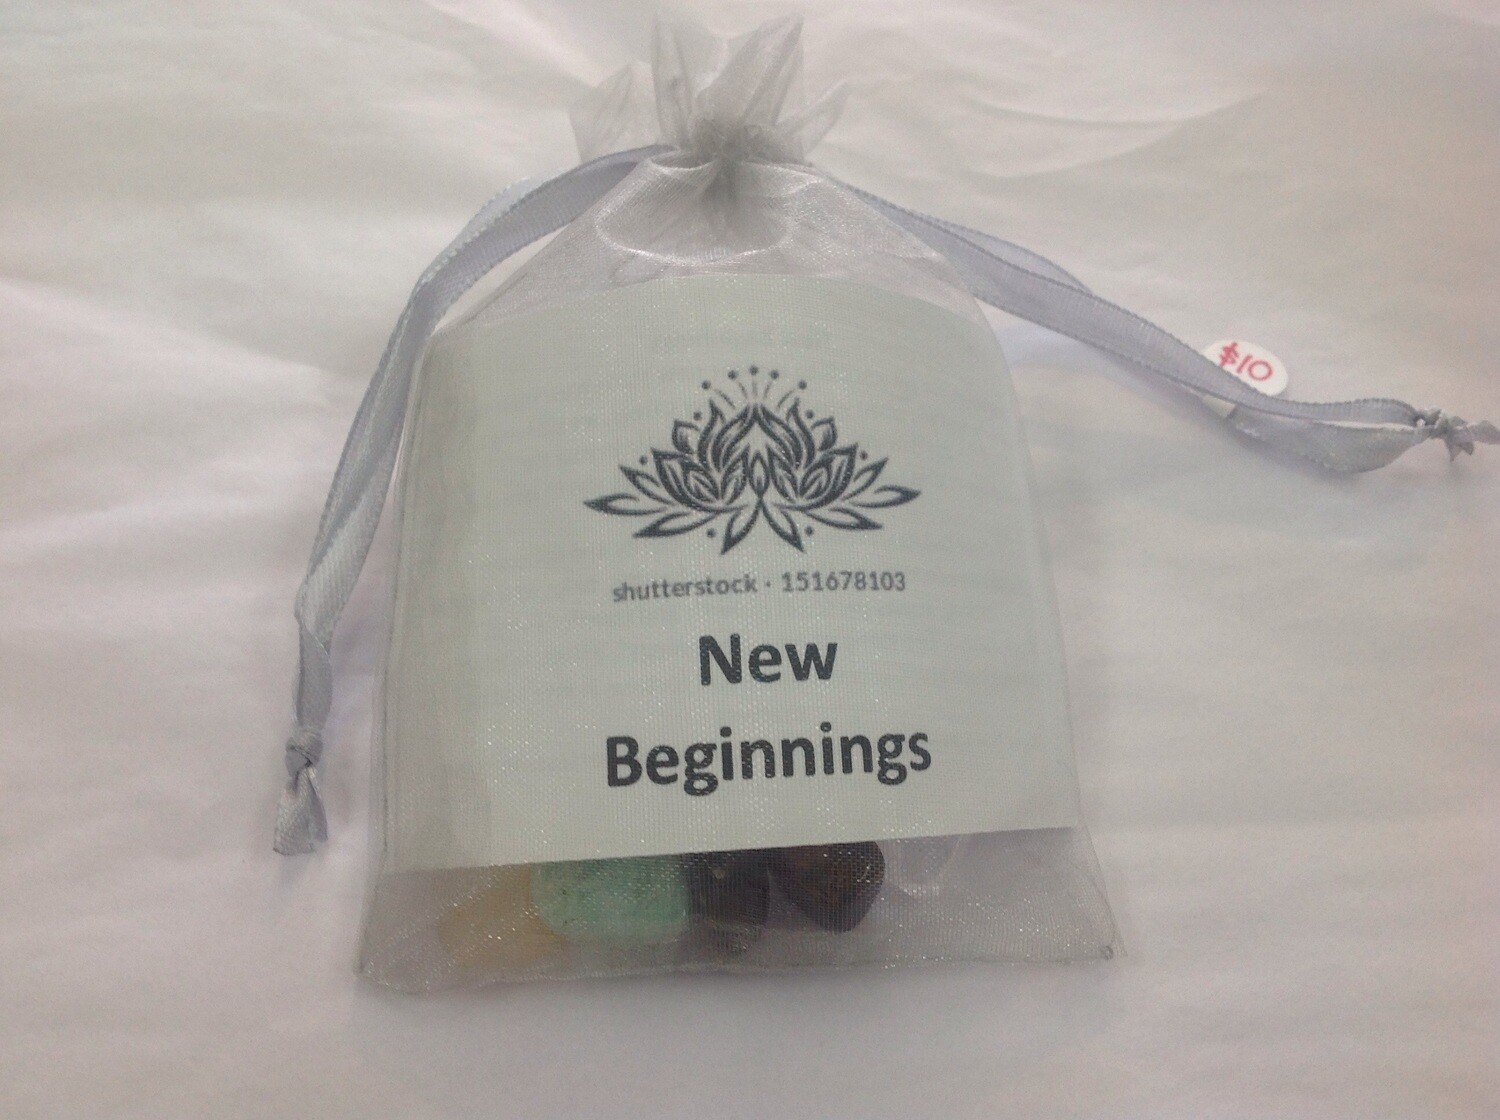 $10
shutterstock · 151678103
New
Beginnings